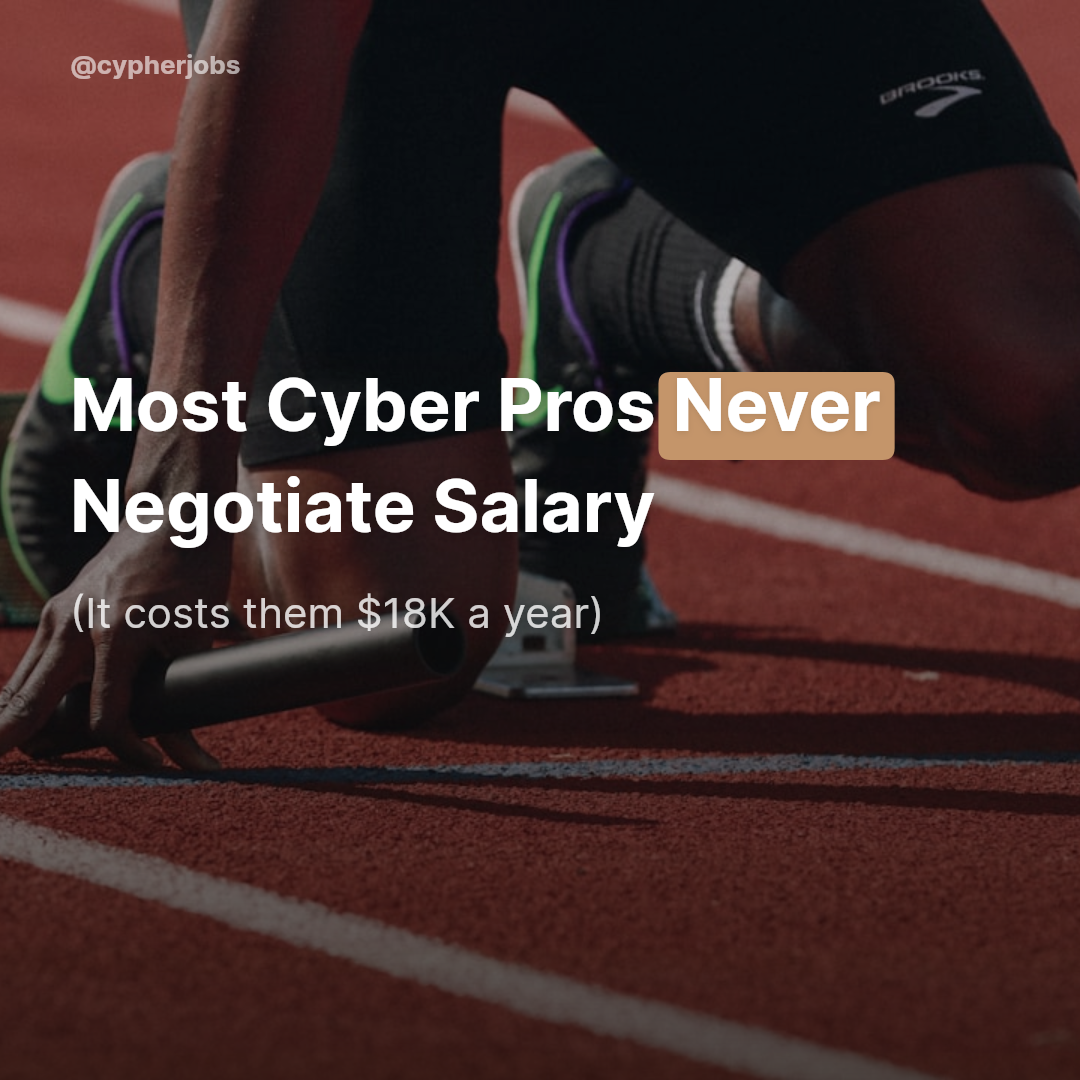 @cypherjobs
BROOKS
Most Cyber Pros Never
Negotiate Salary
(It costs them $18K a year)